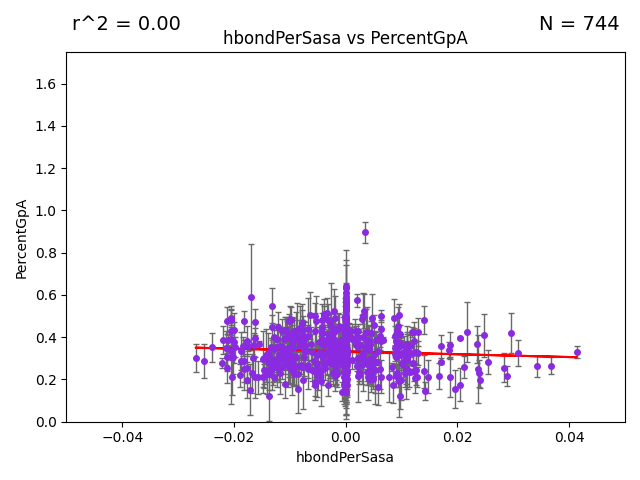 r^2 = 0.00
N = 744
hbondPerSasa vs PercentGpA
1.6
1.4
1.2
1.0
0.8
0.6
0.4
0.2
0.0
PercentGpA
−0.04
−0.02
0.00
0.02
0.04
hbondPerSasa